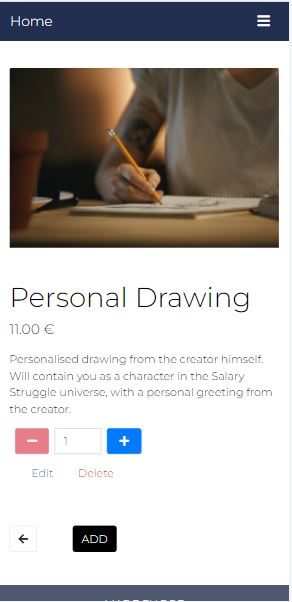 Home
Personal Drawing
11.00 €
Personalised drawing from the creator himself.
Will contain you as a character in the Salary
Struggle universe, with a personal greeting from
the creator.
1
Edit Delete
ADD